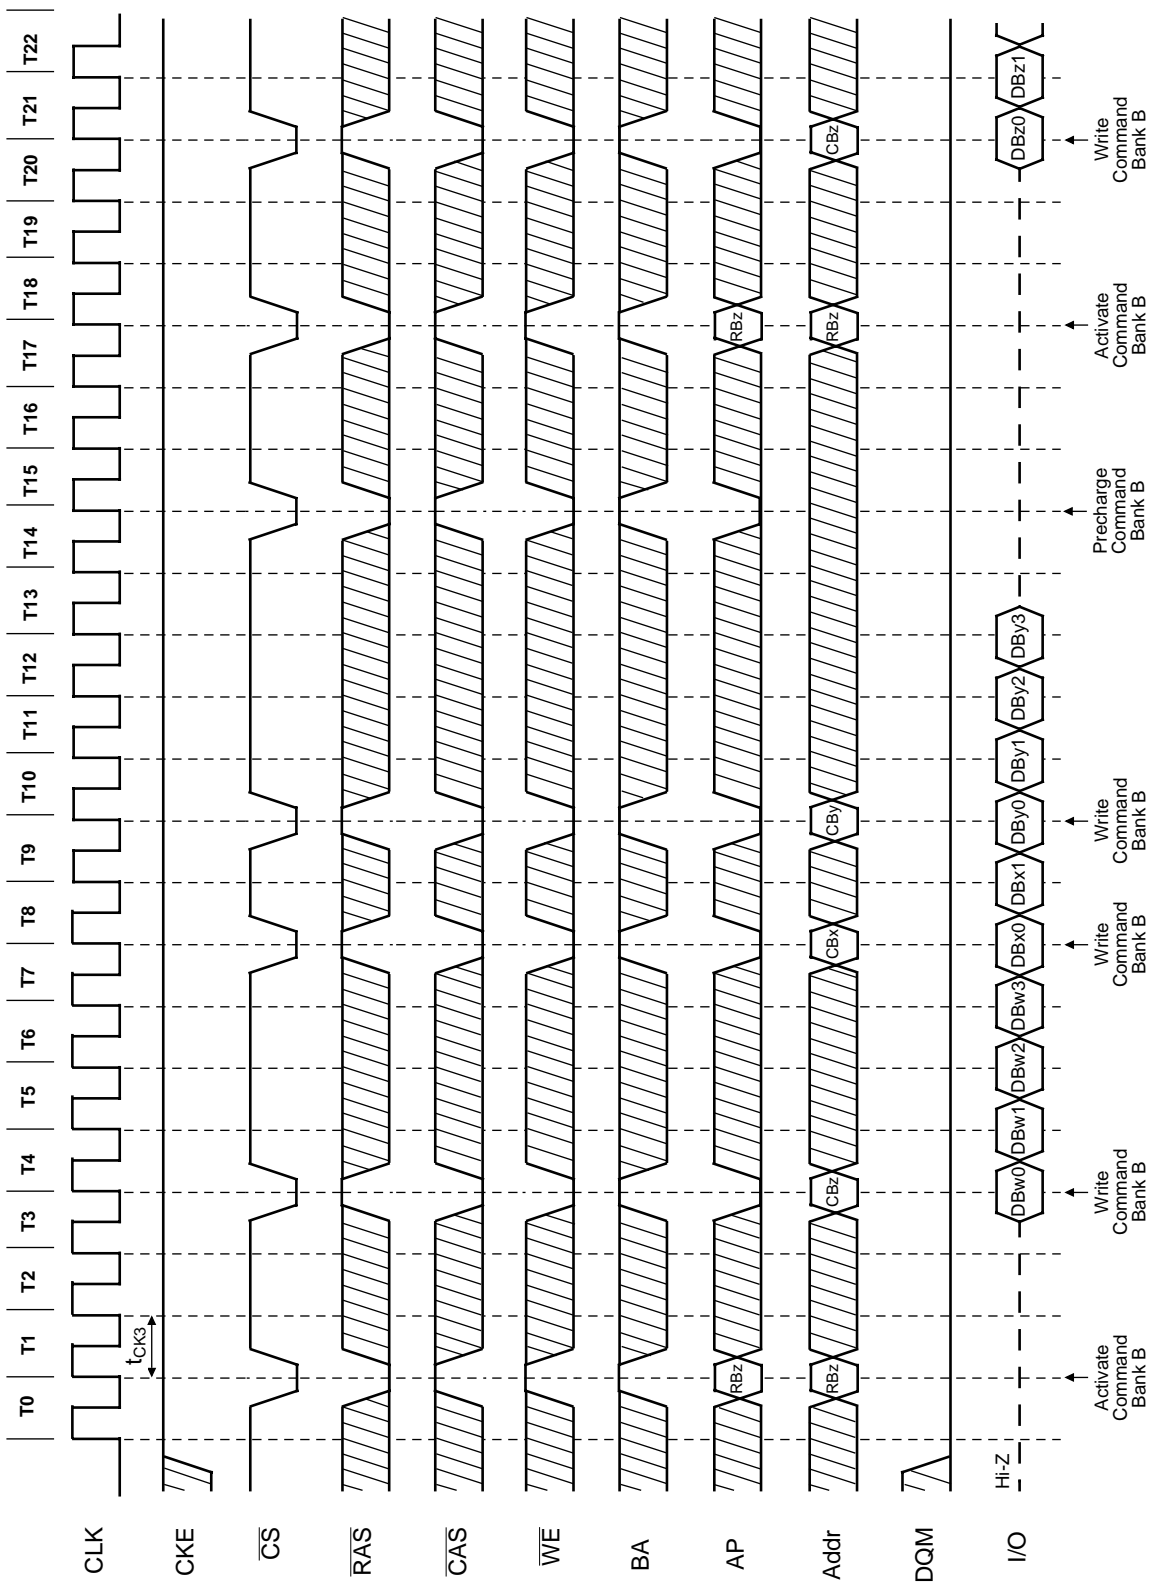 T0 T1 T2 T3 T4 T5 T6 T7 T8 T9 T10 T11 T12 T13 T14 T15 T16 T17 T18 T19 T20 T21 T22
CLK
tCK3
CKE
CS
RAS
CAS
WE
BA
AP
RBz RBz
Addr
RBz CBz CBx CBy RBz CBz
DQM
I/O
Hi-Z
DBw0 DBw1 DBw2 DBw3 DBx0 DBx1 DBy0 DBy1 DBy2 DBy3 DBz0 DBz1
Activate
Command
Bank B
Write
Command
Bank B
Write
Command
Bank B
Write
Command
Bank B
Precharge
Command
Bank B
Activate
Command
Bank B
Write
Command
Bank B